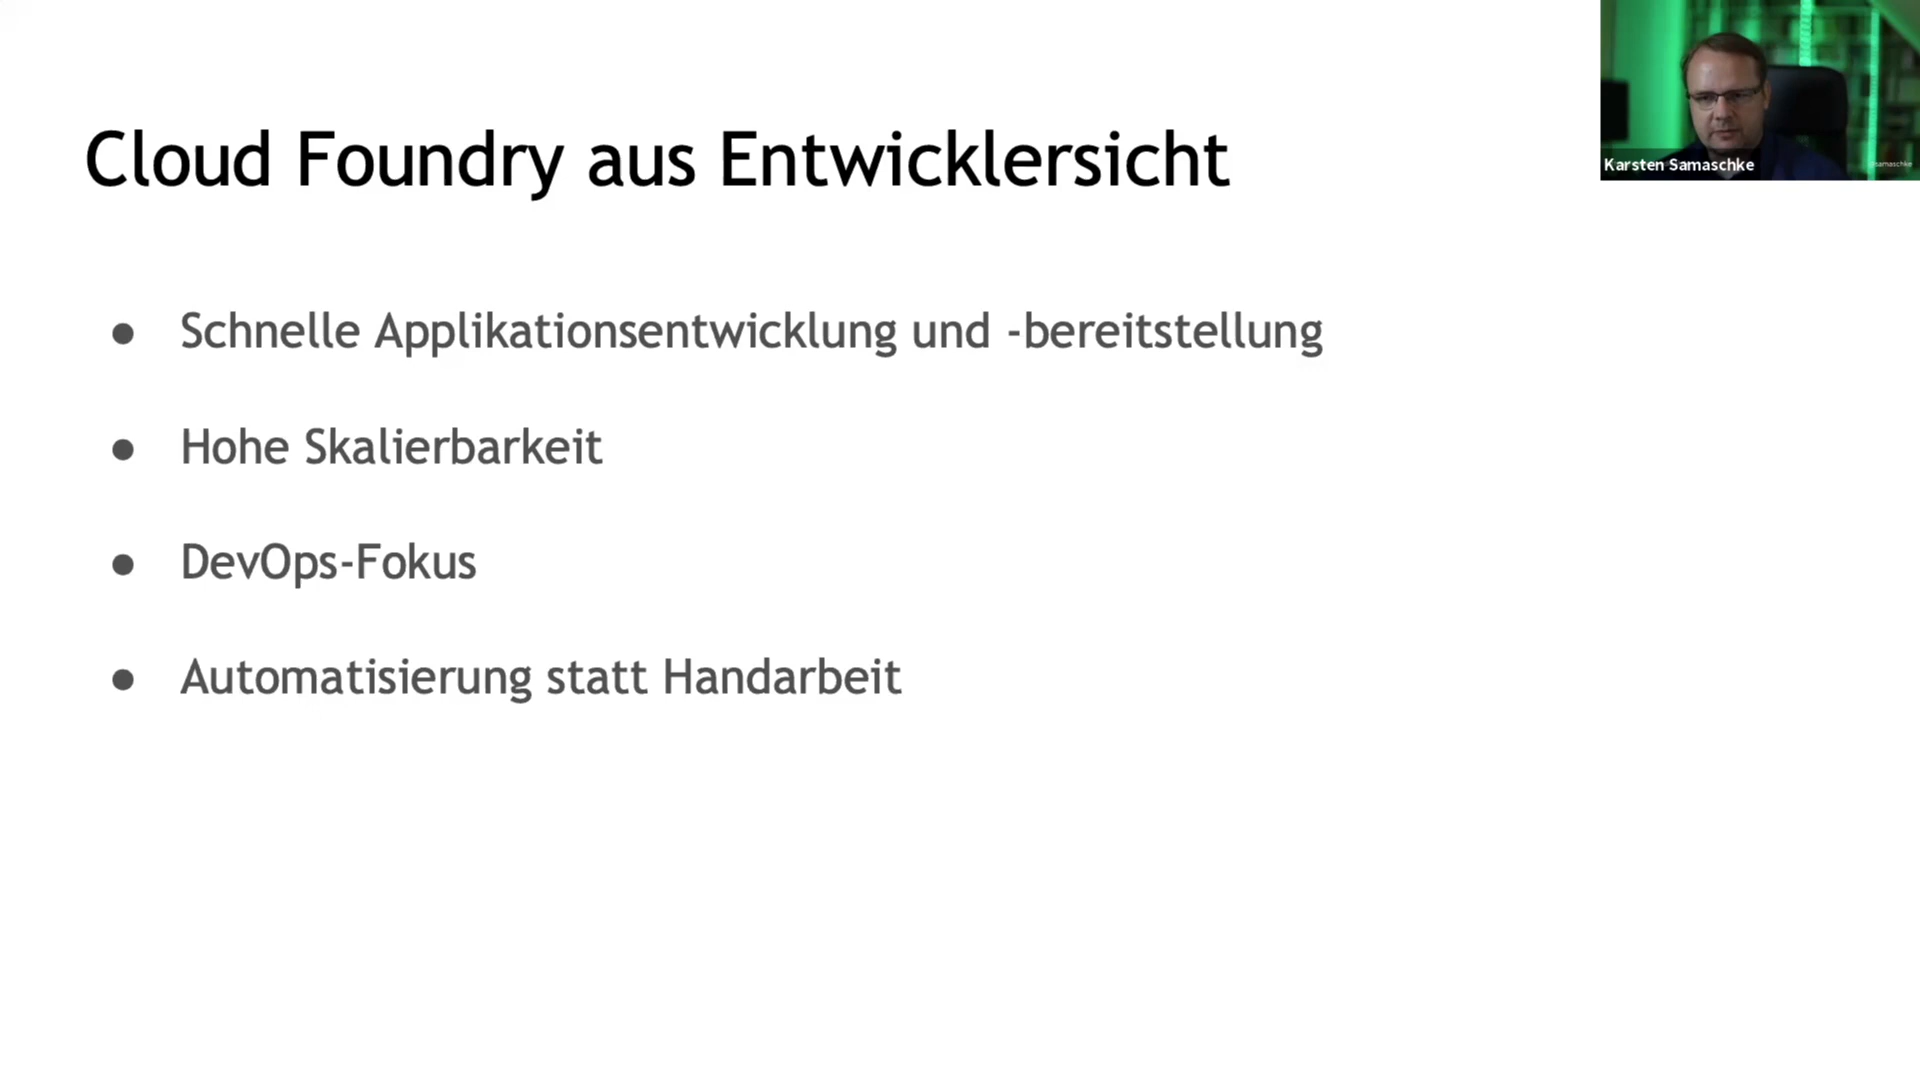 Cloud Foundry aus Entwicklersicht
● Schnelle Applikationsentwicklung und -bereitstellung
● Hohe Skalierbarkeit
● DevOps-Fokus
● Automatisierung statt Handarbeit
Karsten Samaschke